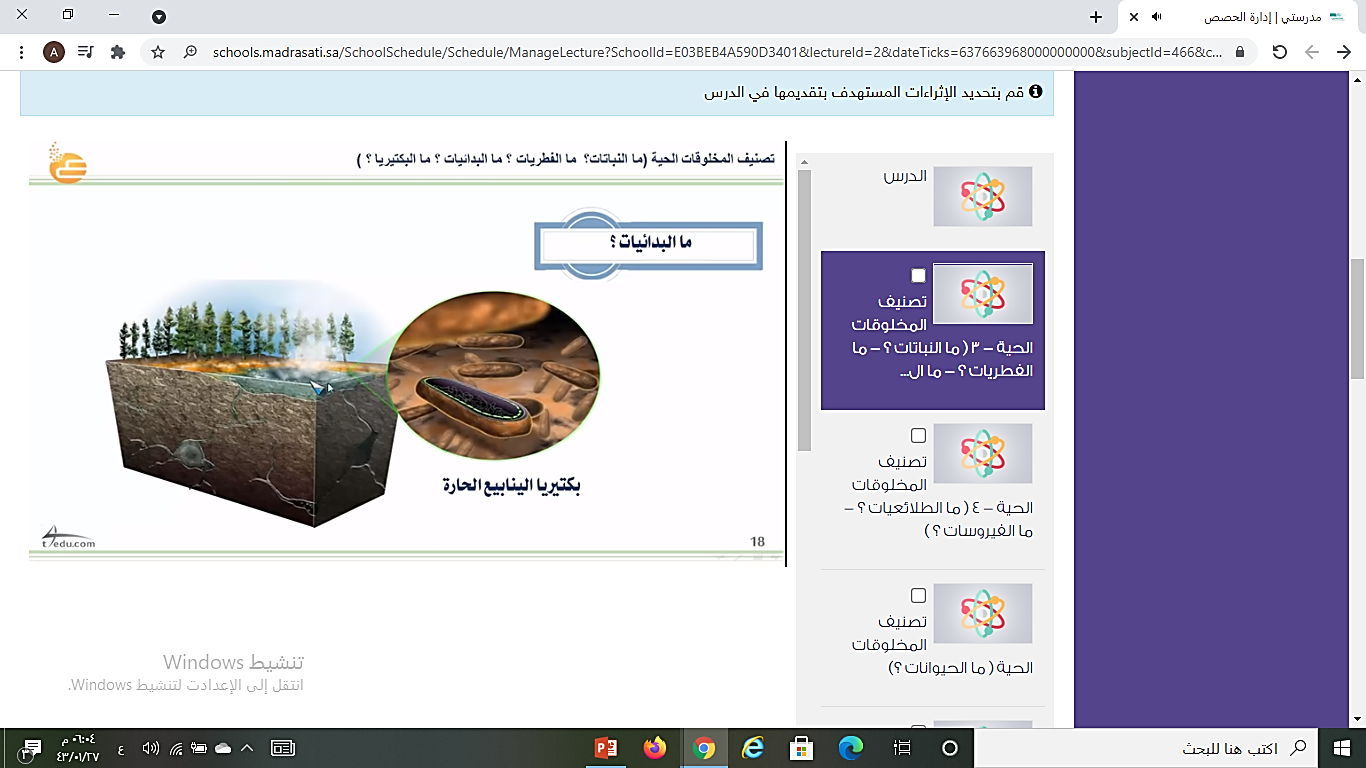 مدرستي | إدارة الحصص
schools.madrasati.sa/SchoolSchedule/Schedule/ManageLecture?SchoolId=E03BEB4A590D3401&lectureId=2&dateTicks=637663968000000000&subjectId=466&c...
A
قم بتحديد الإثراءات المستهدف بتقديمها في الدرس
تصنيف المخلوقات الحية (ما النباتات؟ ما الفطريات ؟ ما البدائيات ؟ ما البكتيريا ؟ )
ما البدائيات ؟
بكتيريا الينابيع الحارة
4
t7edu.com
18
الدرس
تصنيف
المخلوقات
الحية – ٣ ( ما النباتات ؟ – ما
الفطريات ؟ – ما ال...
تصنيف
المخلوقات
الحية – ٤ ( ما الطلائعيات ؟ –
ما الفيروسات ؟ )
تصنيف
المخلوقات
الحية ( ما الحيوانات ؟)
تنشيط Windows
انتقل إلى الإعدادت لتنشيط Windows.
اكتب هنا للبحث
ع
٠٦:٠٤ م
٤٣/٠١/٢٧
٣